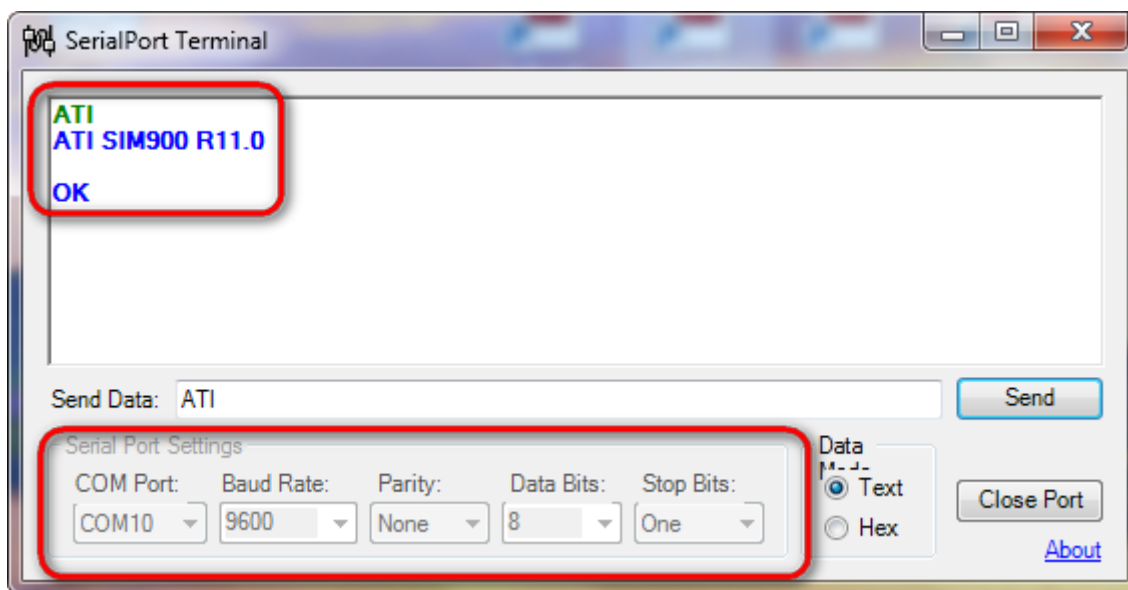 SerialPort Terminal
ATI
ATI SIM900 R11.0
OK
Send Data: ATI Send
Serial Port Settings
Data
COM Port: Baud Rate: Parity: Data Bits: Stop Bits:
Text
COM10 9600 None 8 One
Close Port
Hex
About